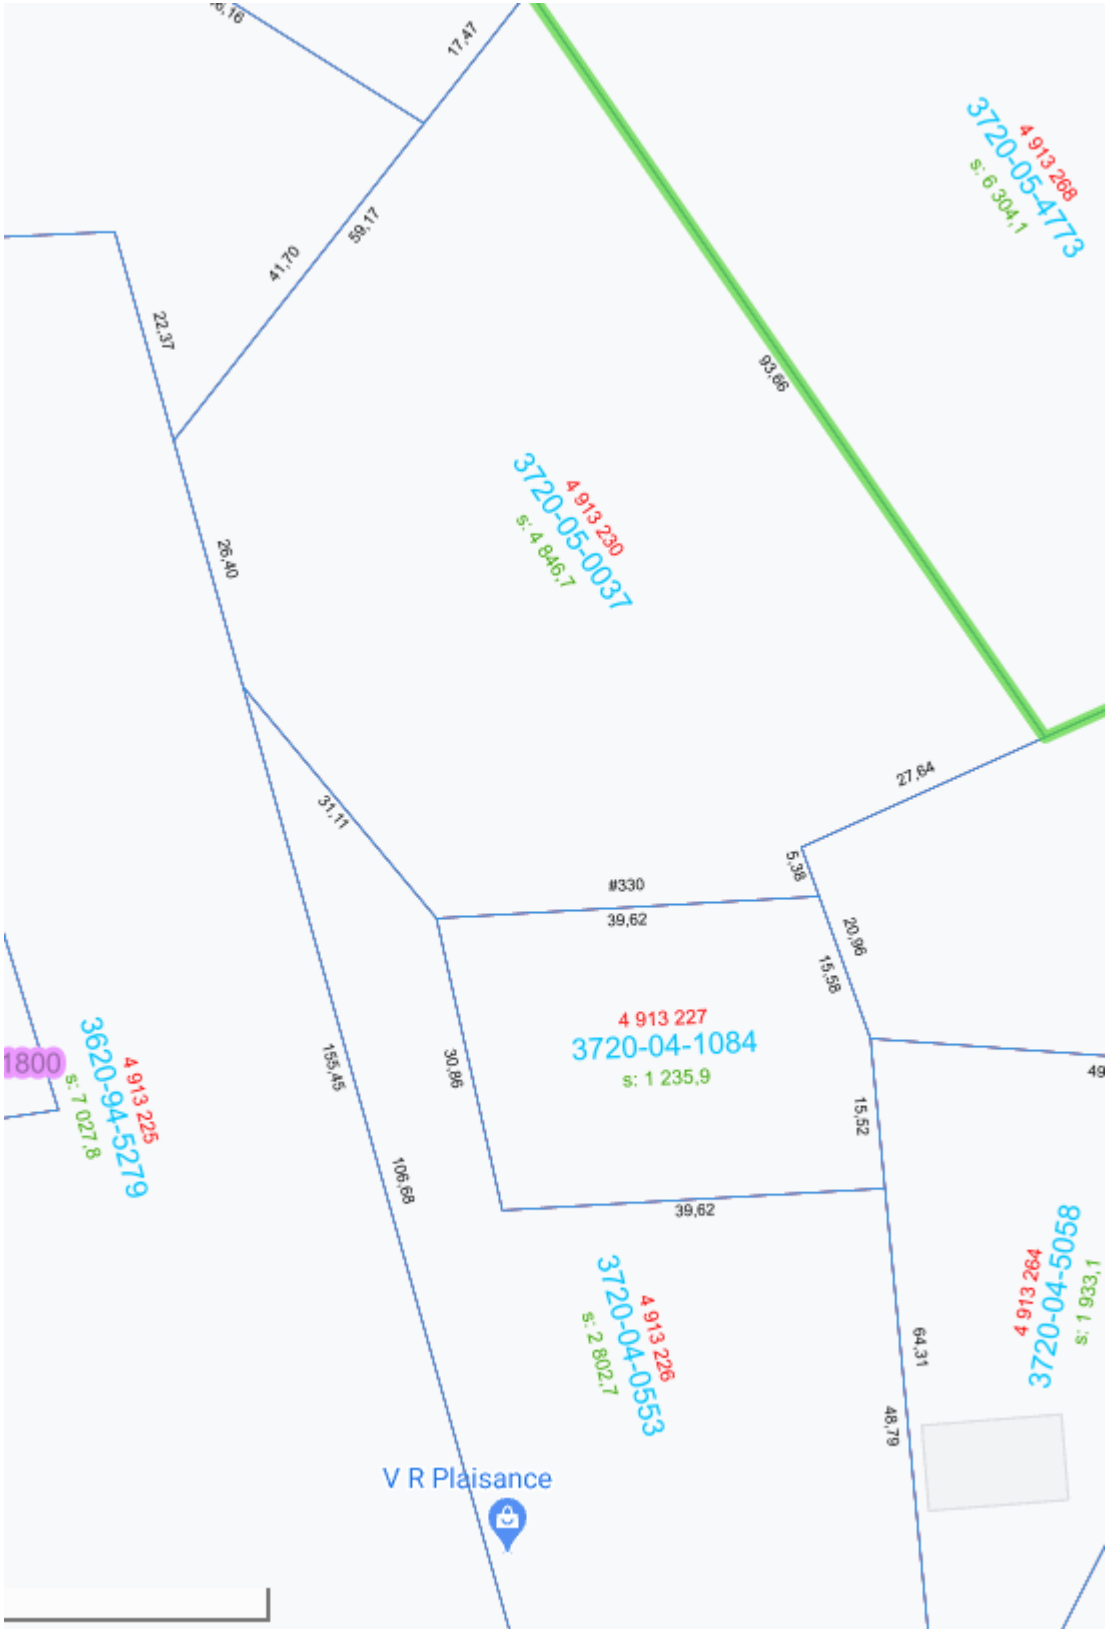 17,47
4 913 268
3720-05-4773
s: 6 304,1
59,17
41,70
22,37
93,66
4 913 230
3720-05-0037
s: 4 846,7
26,40
27,64
31,11
5,38
#330
39,62
20,96
15,58
4 913 227
3720-04-1084
s: 1 235,9
1800
4 913 225
3620-94-5279
s: 7 027,8
155,45
30,86
49
15,52
106,68
39,62
4 913 226
3720-04-0553
s: 2 802,7
4 913 264
3720-04-5058
s: 1 933,1
64,31
48,79
V R Plaisance